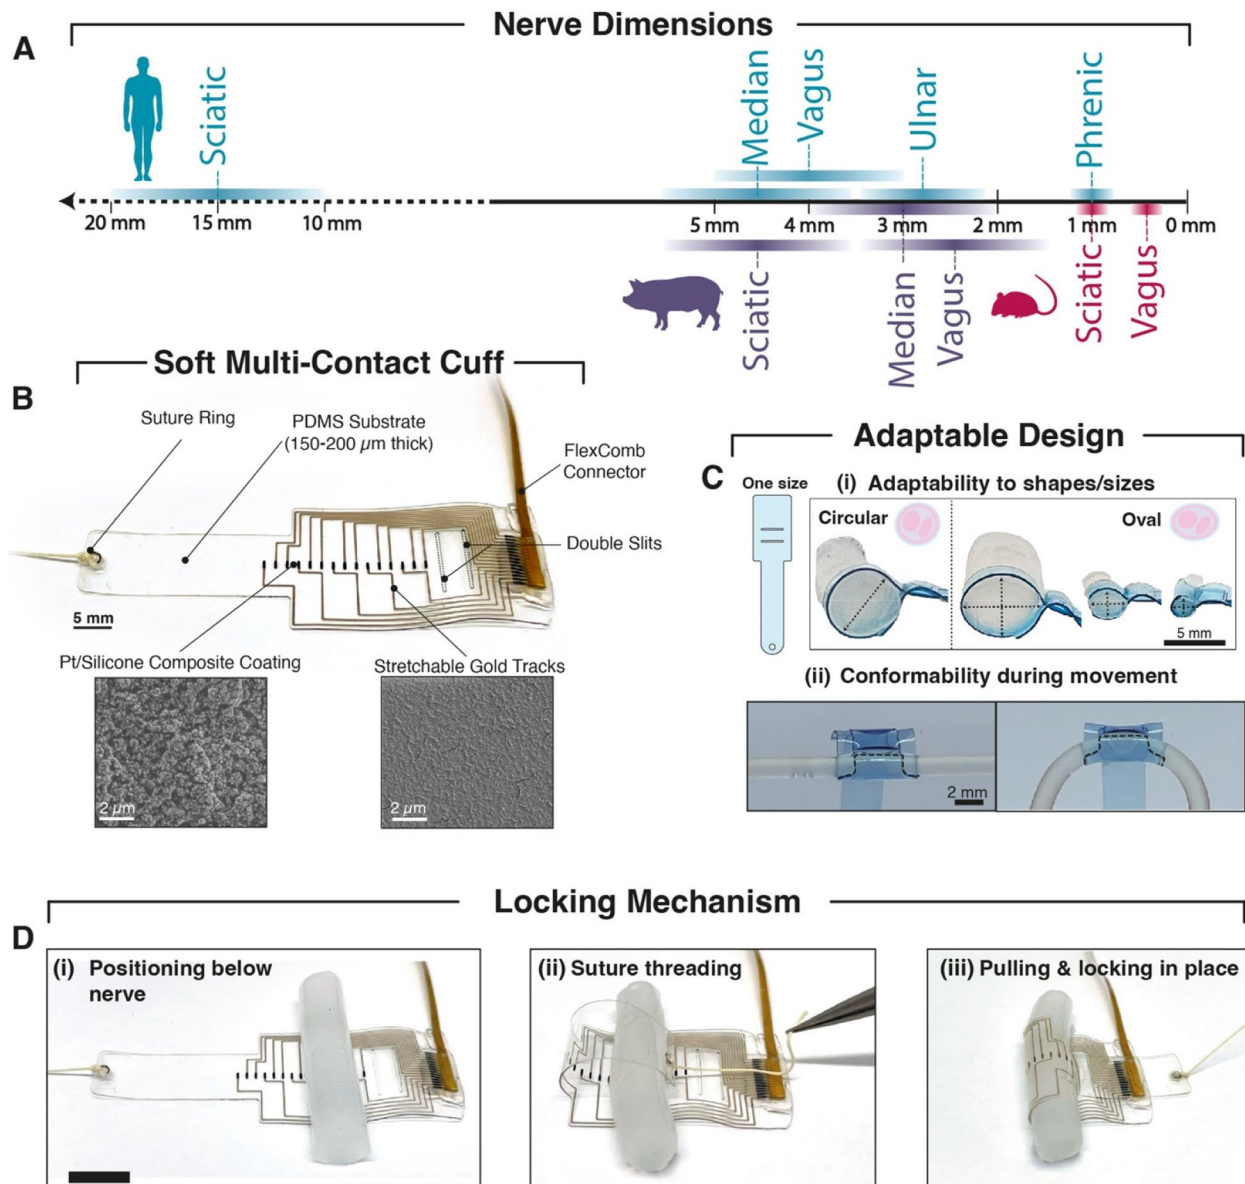 Nerve Dimensions
A
Sciatic
Median
Vagus
Ulnar
Phrenic
20 mm
15 mm
10 mm
5 mm
4 mm
3 mm
2 mm
1 mm
0 mm
Sciatic
Median
Vagus
Sciatic
Vagus
Soft Multi-Contact Cuff
B
Suture Ring
PDMS Substrate
(150-200 µm thick)
FlexComb
Connector
Double Slits
5 mm
Pt/Silicone Composite Coating
Stretchable Gold Tracks
2 µm
2 µm
Adaptable Design
C
One size
(i) Adaptability to shapes/sizes
Circular
Oval
5 mm
(ii) Conformability during movement
2 mm
Locking Mechanism
D
(i) Positioning below
nerve
(ii) Suture threading
(iii) Pulling & locking in place